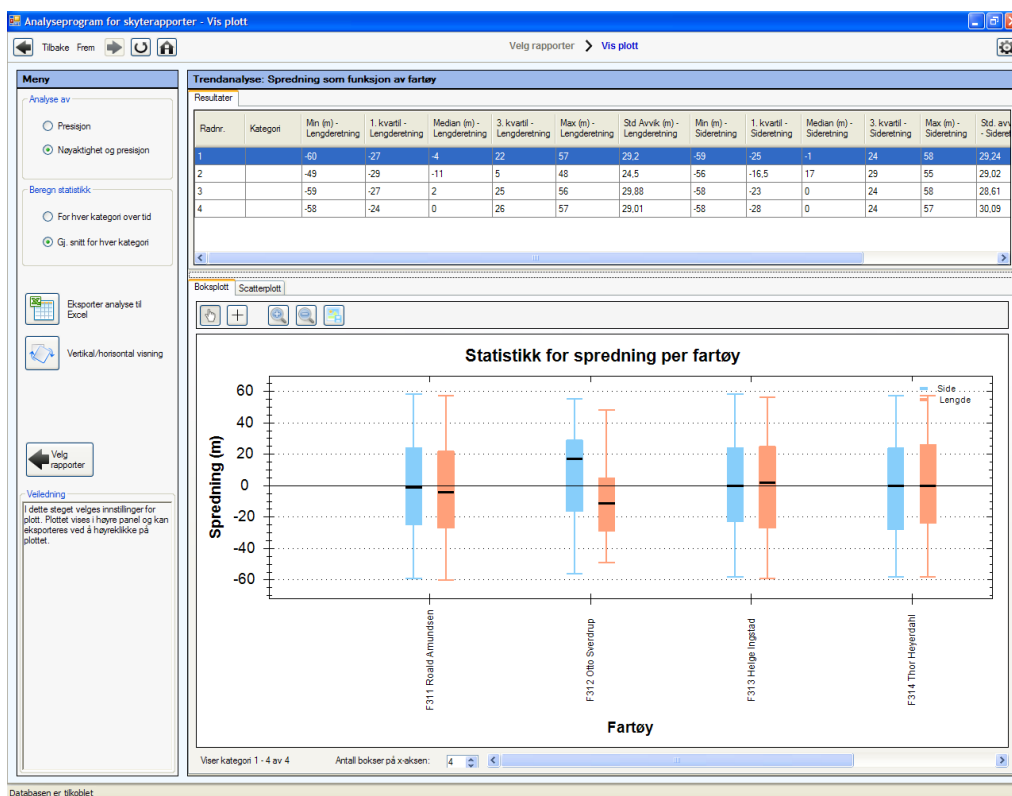 Analyseprogram for skyterapporter - Vis plott
Tilbake Frem
Velg rapporter Vis plott
Meny
Analyse av
Presisjon
Nøyaktighet og presisjon
Beregn statistikk
For hver kategori over tid
Gj. snitt for hver kategori
Eksporter analyse til
Excel
Vertikal/horisontal visning
Velg
rapporter
Veiledning
I dette steget velges innstillinger for
plott. Plottet vises i høyre panel og kan
eksporteres ved å høyreklikke på
plottet.
Trendanalyse: Spredning som funksjon av fartøy
Resultater
Radnr. Kategori Min (m) - Lengderetning 1. kvartil - Lengderetning Median (m) - Lengderetning 3. kvartil - Lengderetning Max (m) - Lengderetning Std Avvik (m) - Lengderetning Min (m) - Sideretning 1. kvartil - Sideretning Median (m) - Sideretning 3. kvartil - Sideretning Max (m) - Sideretning Std. avv - Sideret
1 -60 -27 -4 22 57 29,2 -59 -25 -1 24 58 29,24
2 -49 -29 -11 5 48 24,5 -56 -16,5 17 29 55 29,02
3 -59 -27 2 25 56 29,88 -58 -23 0 24 58 28,61
4 -58 -24 0 26 57 29,01 -58 -28 0 24 57 30,09
Boksplott Scatterplott
Statistikk for spredning per fartøy
Side
Lengde
Spredning (m)
60
40
20
0
-20
-40
-60
F311 Roald Amundsen
F312 Otto Sverdrup
F313 Helge Ingstad
F314 Thor Heyerdahl
Fartøy
Viser kategori 1 - 4 av 4 Antall bokser på x-aksen: 4
Databasen er tilkoblet